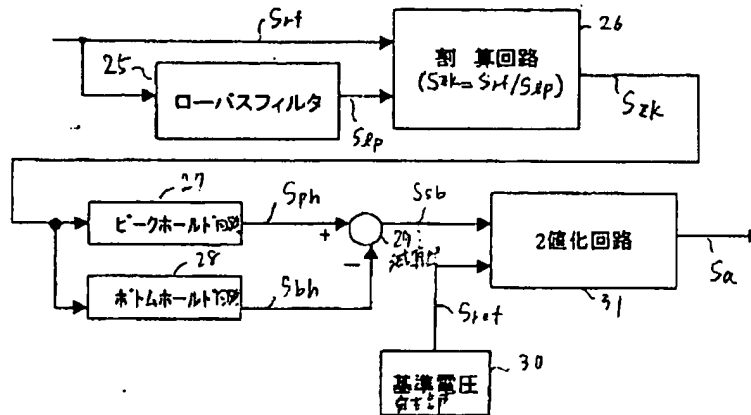 Srf
26
25
割算回路
(Szk=Srf/Slp)
ローパスフィルタ
Slp
Szk
27
ピークホールド回路
Sph
+
28
ボトムホールド回路
Sbh
-
29:
減算器
Ssb
2値化回路
31
Sa
Sref
30
基準電圧